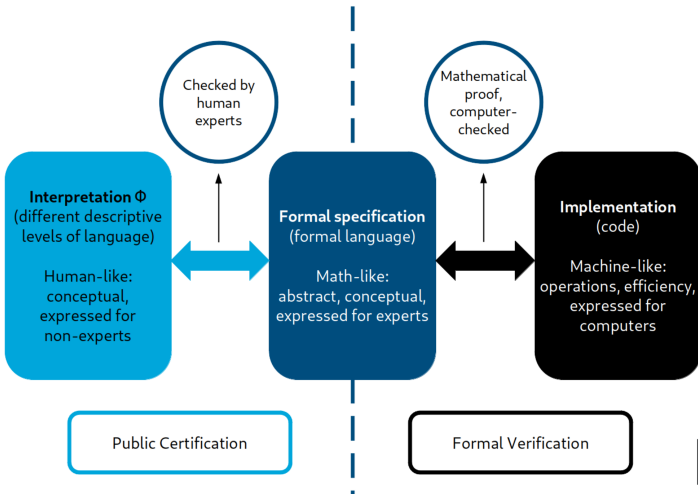 Checked by
human
experts
Mathematical
proof,
computer-
checked
Interpretation Φ
(different descriptive
levels of language)
Human-like:
conceptual,
expressed for
non-experts
Formal specification
(formal language)
Math-like:
abstract, conceptual,
expressed for experts
Implementation
(code)
Machine-like:
operations, efficiency,
expressed for
computers
Public Certification
Formal Verification